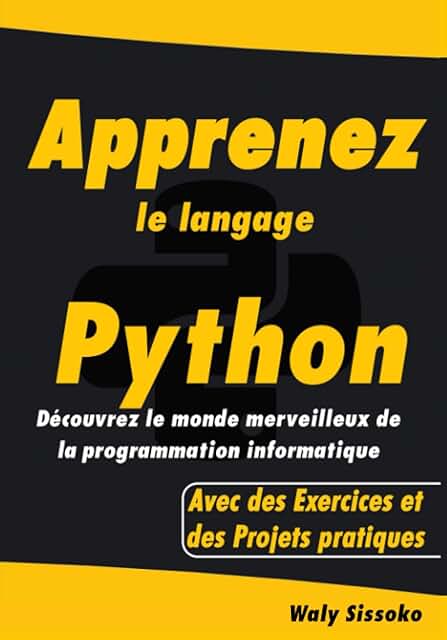 Apprenez
le langage
Python
Découvrez le monde merveilleux de
la programmation informatique
Avec des Exercices et
des Projets pratiques
Waly Sissoko